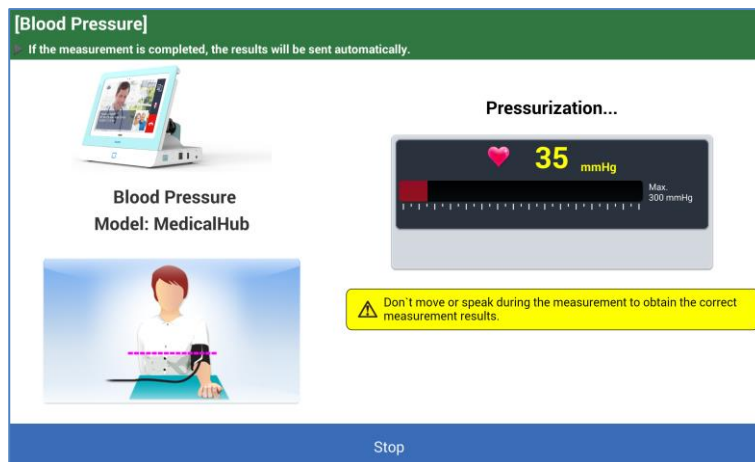 [Blood Pressure]
If the measurement is completed, the results will be sent automatically.
Pressurization...
35 mmHg
Max.
300 mmHg
Blood Pressure
Model: MedicalHub
Don`t move or speak during the measurement to obtain the correct
measurement results.
Stop